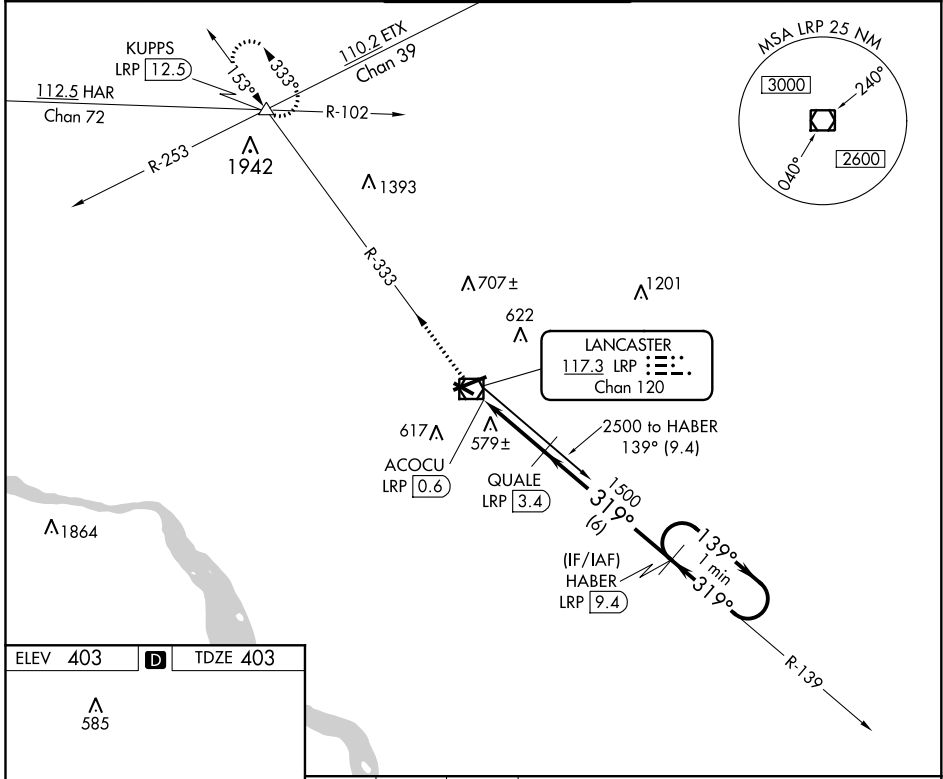 MSA LRP 25 NM
3000
240°
040°
2600
KUPPS
LRP 12.5
153°
333°
110.2 ETX
Chan 39
112.5 HAR
Chan 72
R-102
R-253
1942
1393
R-333
707±
1201
622
LANCASTER
117.3 LRP
Chan 120
617
579±
2500 to HABER
139° (9.4)
ACOCU
LRP 0.6
QUALE
LRP 3.4
1500
319°
(6)
1864
(IF/IAF)
HABER
LRP 9.4
139°
1 min
319°
R-139
ELEV 403 D TDZE 403
585